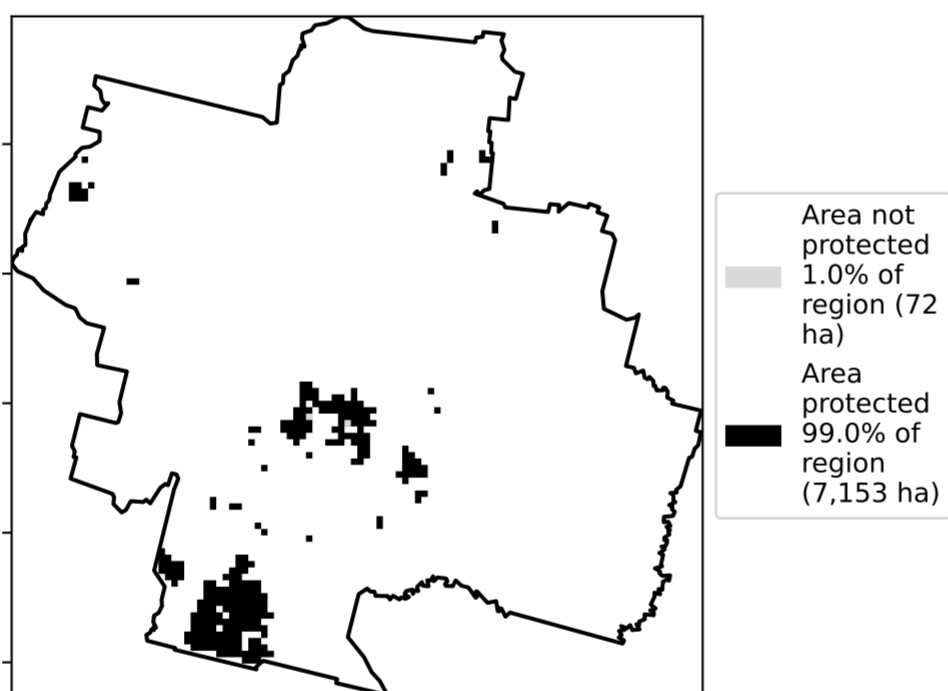 Area not
protected
1.0% of
region (72
ha)
Area
protected
99.0% of
region
(7,153 ha)